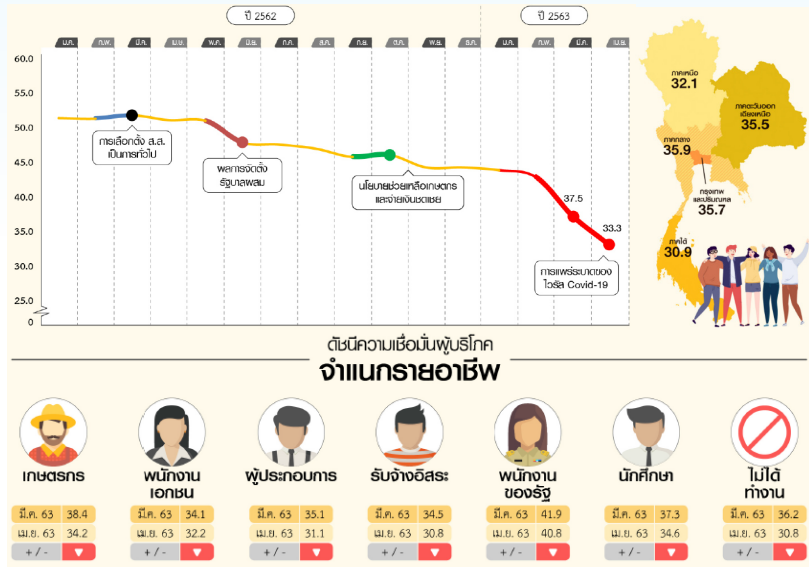 ปี 2562
ปี 2563
ม.ค. ก.พ. มี.ค. เม.ย. พ.ค. มิ.ย. ก.ค. ก.ย. ต.ค. พ.ย. ธ.ค. ม.ค. ก.พ. มี.ค. เม.ย.
60.0
55.0
50.0
45.0
40.0
35.0
30.0
25.0
0
การเลือกตั้ง ส.ส.
เป็นการทั่วไป
ผลการจัดตั้ง
รัฐบาลผสม
นโยบายช่วยเหลือเกษตกร
และจ่ายเงินชดเชย
37.5
33.3
การแพร่ระบาดของ
ไวรัส Covid-19
ภาคเหนือ
32.1
ภาคตะวันออก
เฉียงเหนือ
35.5
ภาคกลาง
35.9
กรุงเทพ
และปริมณฑล
35.7
ภาคใต้
30.9
ดัชนีความเชื่อมั่นผู้บริโภค
จำแนกรายอาชีพ
เกษตรกร
มี.ค. 63 38.4
เม.ย. 63 34.2
+ / -
พนักงาน
เอกชน
มี.ค. 63 34.1
เม.ย. 63 32.2
+ / -
ผู้ประกอบการ
มี.ค. 63 35.1
เม.ย. 63 31.1
+ / -
รับจ้างอิสระ
มี.ค. 63 34.5
เม.ย. 63 30.8
+ / -
พนักงาน
ของรัฐ
มี.ค. 63 41.9
เม.ย. 63 40.8
+ / -
นักศึกษา
มี.ค. 63 37.3
เม.ย. 63 34.6
+ / -
ไม่ได้
ทำงาน
มี.ค. 63 36.2
เม.ย. 63 30.8
+ / -